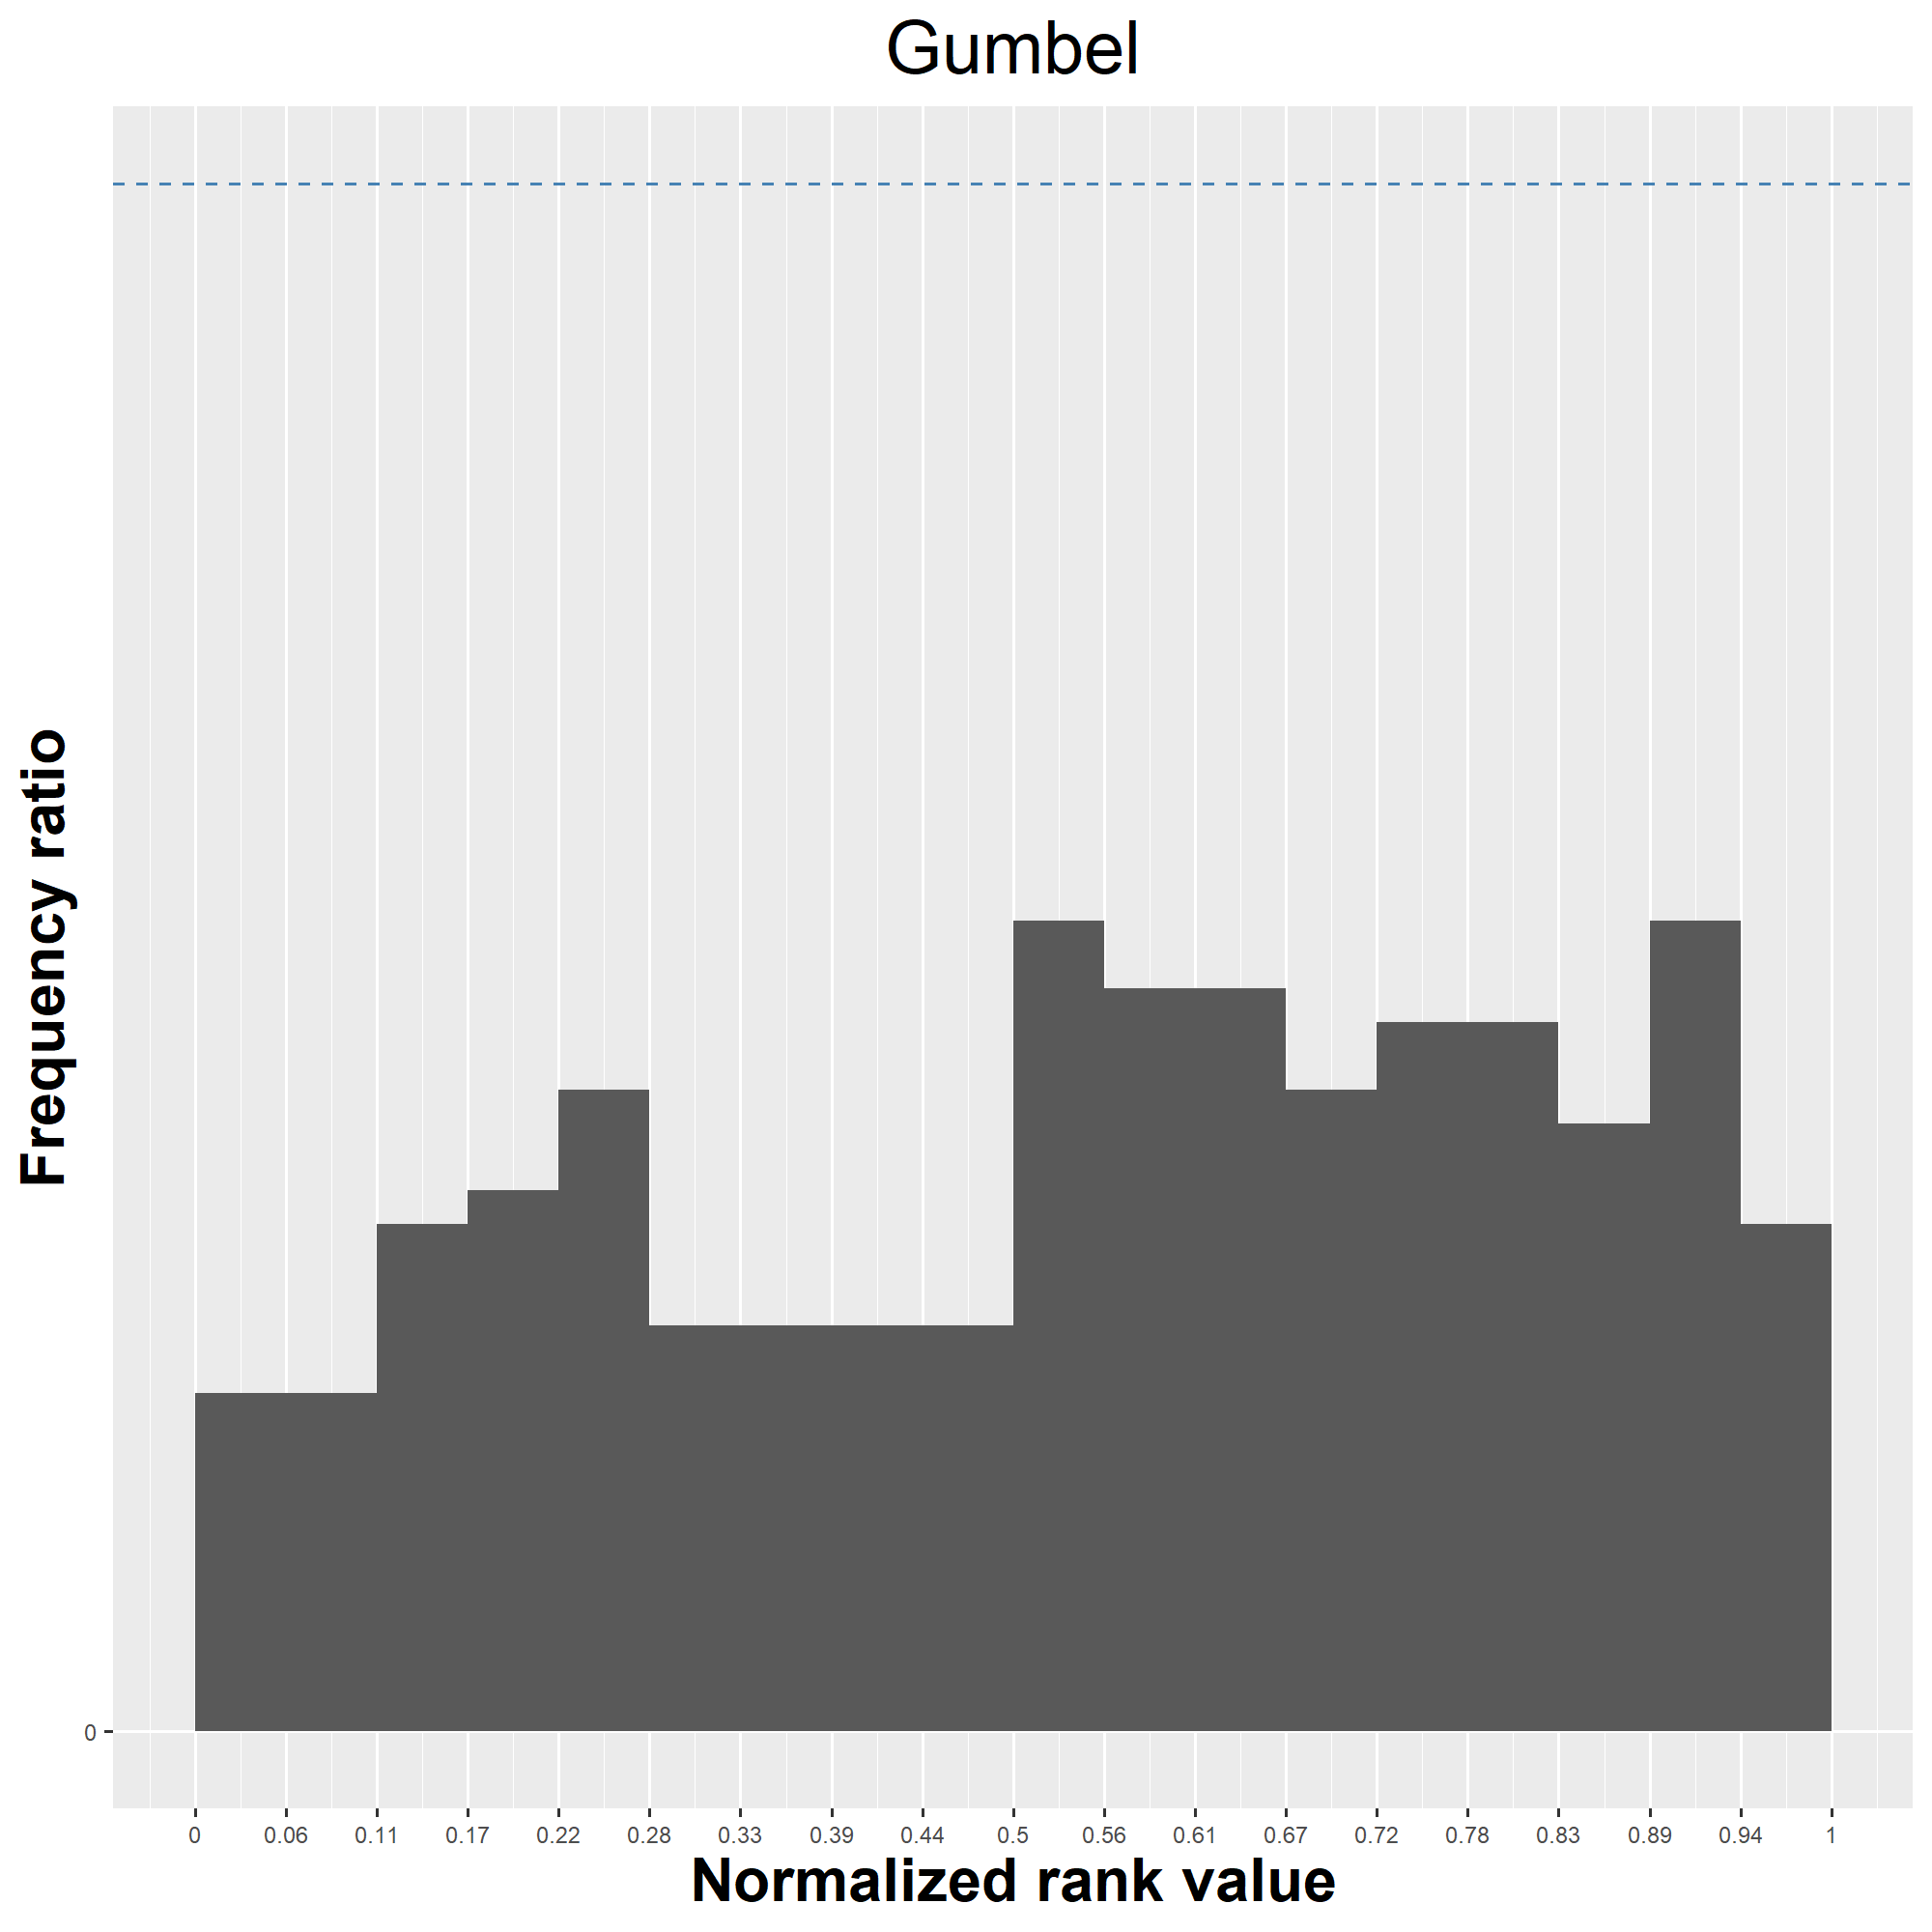 Gumbel
Frequency ratio
0
0 0.06 0.11 0.17 0.22 0.28 0.33 0.39 0.44 0.5 0.56 0.61 0.67 0.72 0.78 0.83 0.89 0.94 1
Normalized rank value